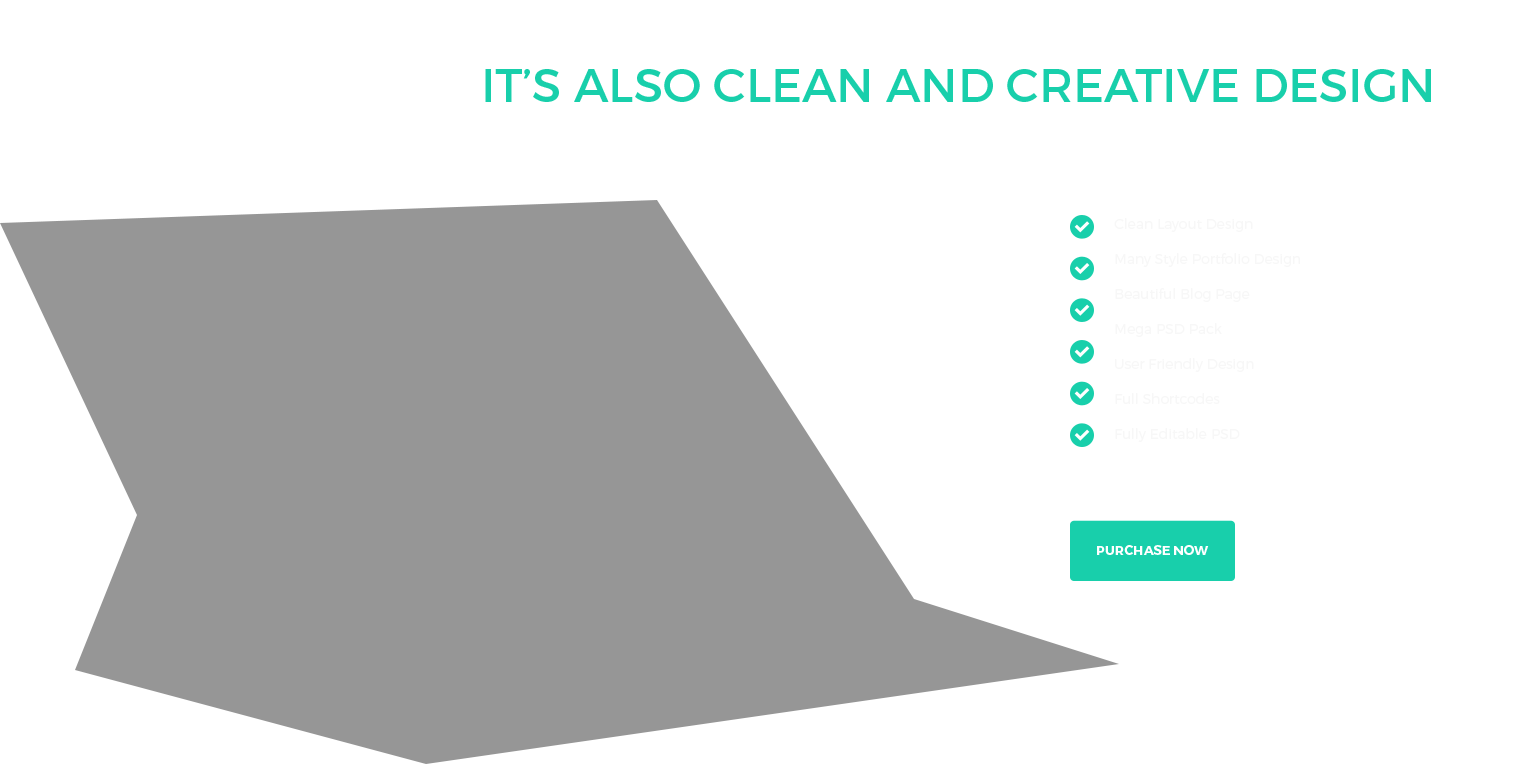 IT’S ALSO CLEAN AND CREATIVE DESIGN
Clean Layout Design
Many Style Portfolio Design
Beautiful Blog Page
Mega PSD Pack
User Friendly Design
Full Shortcodes
Fully Editable PSD
PURCHASE NOW